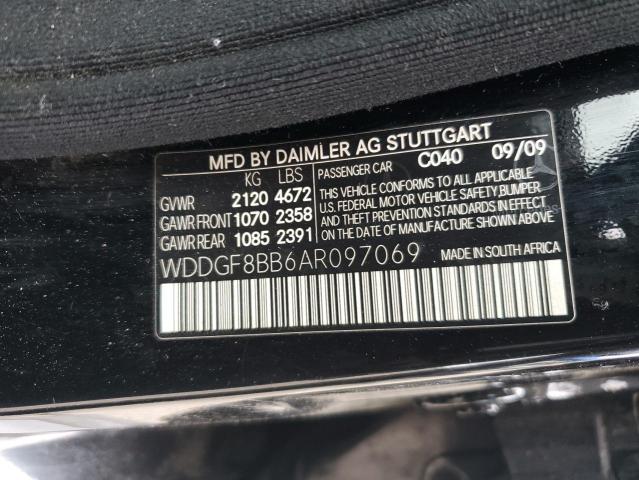 MFD BY DAIMLER AG STUTTGART
KG LBS PASSENGER CAR C040 09/09
GVWR 2120 4672
GAWR FRONT 1070 2358
GAWR REAR 1085 2391
THIS VEHICLE CONFORMS TO ALL APPLICABLE
U.S. FEDERAL MOTOR VEHICLE SAFETY, BUMPER
AND THEFT PREVENTION STANDARDS IN EFFECT
ON THE DATE OF MANUFACTURE SHOWN ABOVE.
WDDGF8BB6AR097069 MADE IN SOUTH AFRICA